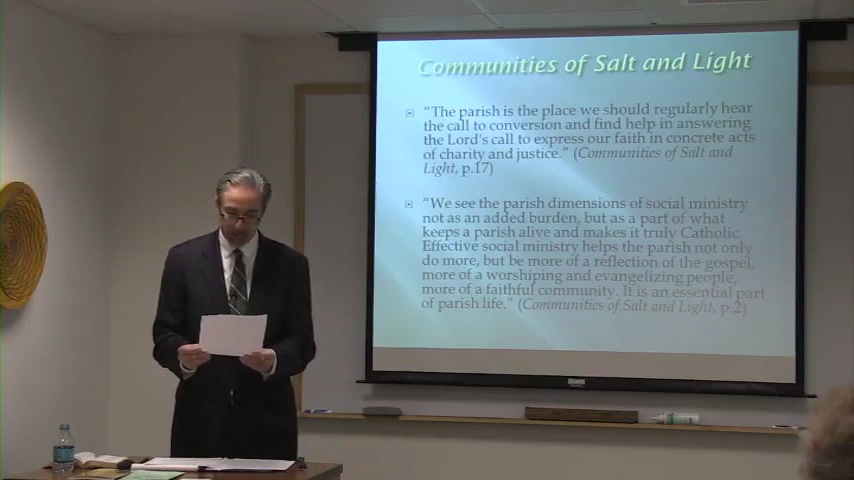 Communities of Salt and Light
“The parish is the place we should regularly hear
the call to conversion and find help in answering
the Lord's call to express our faith in concrete acts
of charity and justice.” (Communities of Salt and
Light, p.17)
“We see the parish dimensions of social ministry
not as an added burden, but as a part of what
keeps a parish alive and makes it truly Catholic.
Effective social ministry helps the parish not only
do more, but be more of a reflection of the gospel,
more of a worshiping and evangelizing people,
more of a faithful community. It is an essential part
of parish life.” (Communities of Salt and Light, p.2)